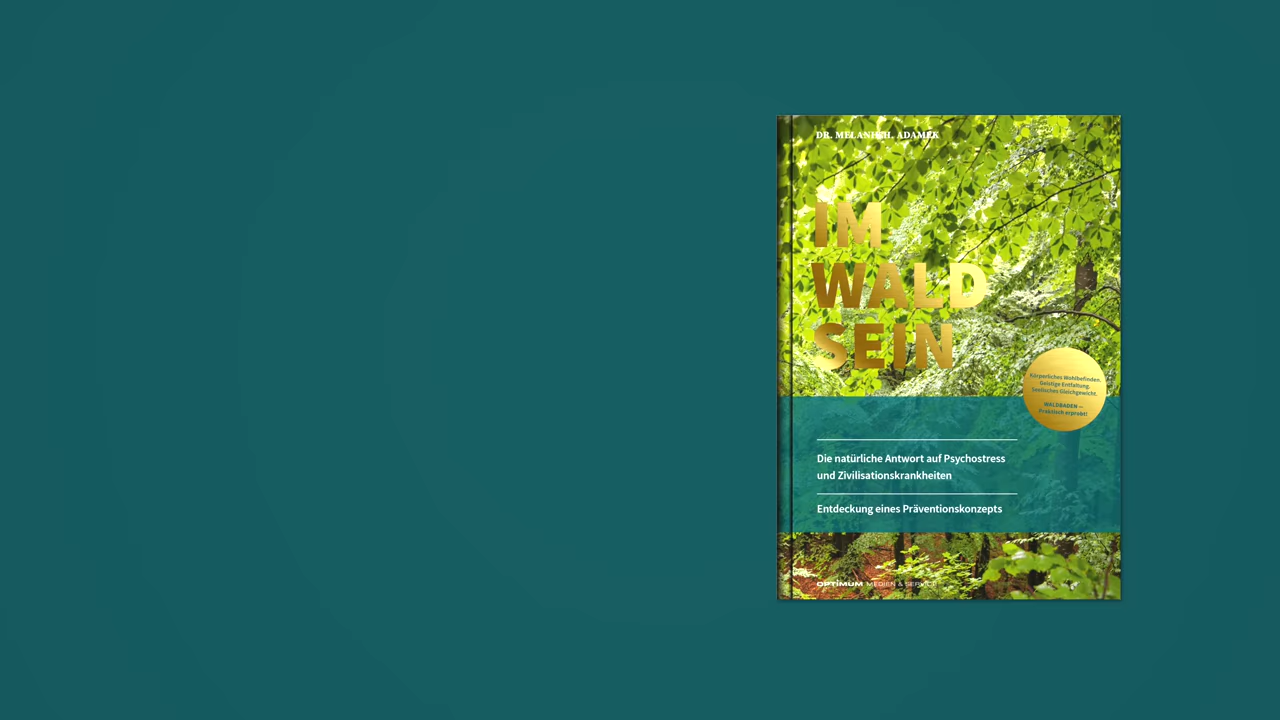 DR. MELANIE H. ADAMEK
IM
WALD
SEIN
Körperliches Wohlbefinden.
Geistige Entfaltung.
Seelisches Gleichgewicht.
WALDBADEN –
Praktisch erprobt!
Die natürliche Antwort auf Psychostress
und Zivilisationskrankheiten
Entdeckung eines Präventionskonzepts
OPTIMUM MEDIEN & SERVICE